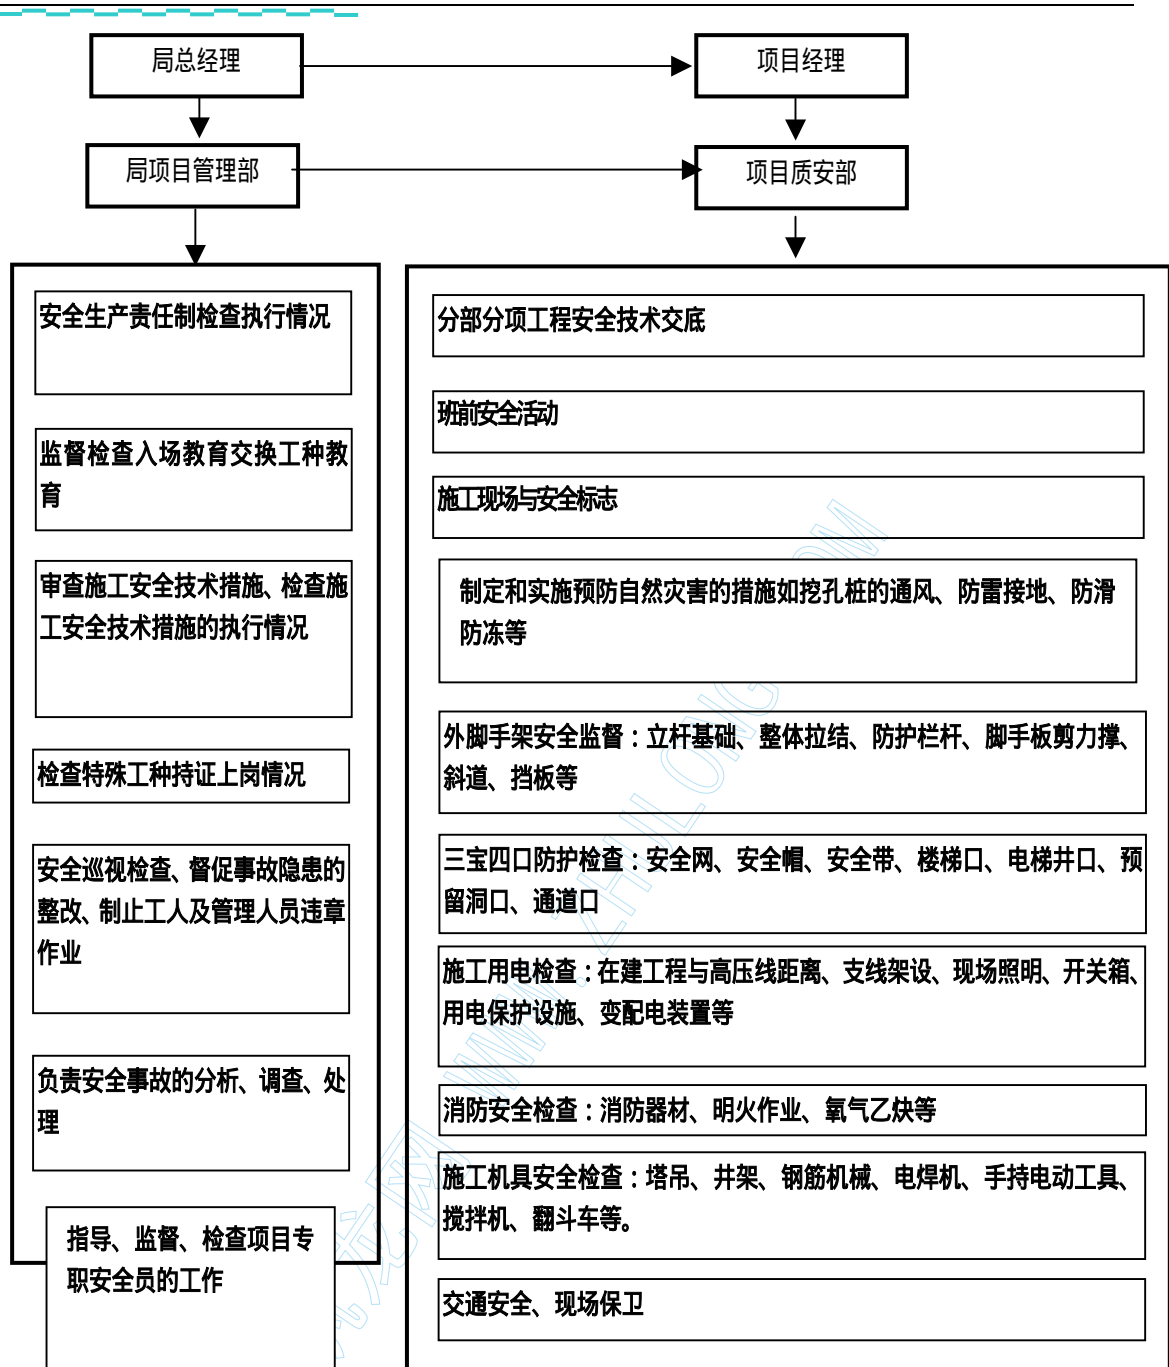 局总经理
项目经理
局项目管理部
项目质安部
安全生产责任制检查执行情况
监督检查入场教育交换工种教
育
审查施工安全技术措施、检查施
工安全技术措施的执行情况
检查特殊工种持证上岗情况
安全巡视检查、督促事故隐患的
整改、制止工人及管理人员违章
作业
负责安全事故的分析、调查、处
理
指导、监督、检查项目专
职安全员的工作
分部分项工程安全技术交底
班前安全活动
施工现场与安全标志
制定和实施预防自然灾害的措施如挖孔桩的通风、防雷接地、防滑
防冻等
外脚手架安全监督：立杆基础、整体拉结、防护栏杆、脚手板剪力撑、
斜道、挡板等
三宝四口防护检查：安全网、安全帽、安全带、楼梯口、电梯井口、预
留洞口、通道口
施工用电检查：在建工程与高压线距离、支线架设、现场照明、开关箱、
用电保护设施、变配电装置等
消防安全检查：消防器材、明火作业、氧气乙炔等
施工机具安全检查：塔吊、井架、钢筋机械、电焊机、手持电动工具、
搅拌机、翻斗车等。
交通安全、现场保卫
筑龙网 WWW.ZHULONG.COM